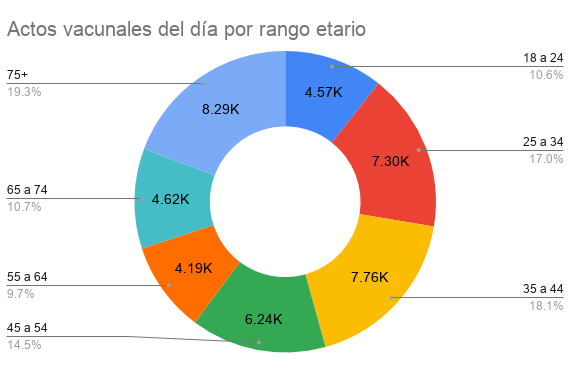 Actos vacunales del día por rango etario
18 a 24
10.6%
4.57K
25 a 34
17.0%
7.30K
35 a 44
18.1%
7.76K
45 a 54
14.5%
6.24K
55 a 64
9.7%
4.19K
65 a 74
10.7%
4.62K
75+
19.3%
8.29K